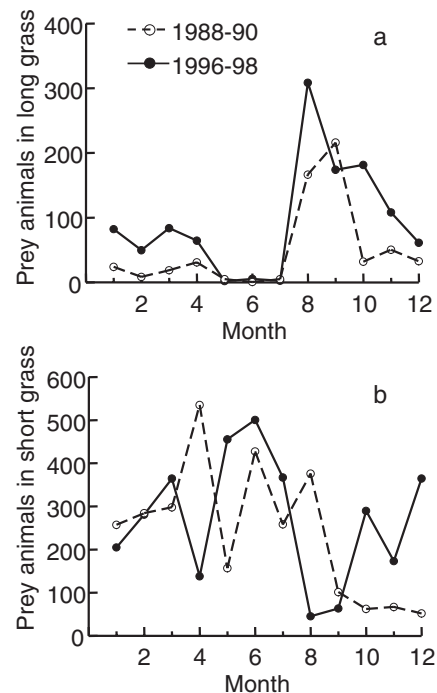 a
1988-90
1996-98
Prey animals in long grass
400
300
200
100
0
2 4 6 8 10 12
Month
b
Prey animals in short grass
600
500
400
300
200
100
0
2 4 6 8 10 12
Month